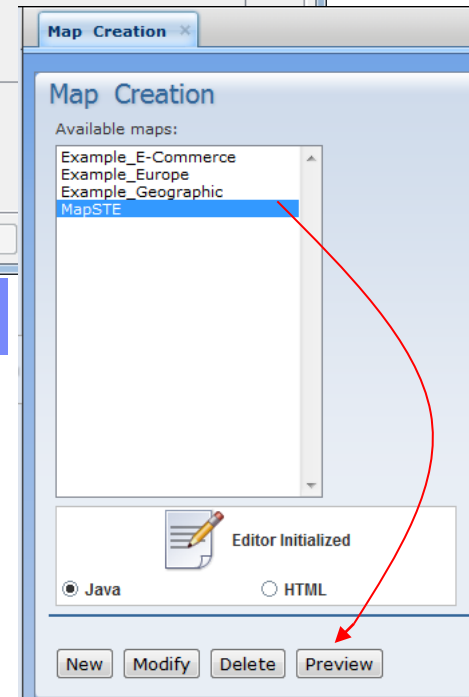 Map Creation
Map Creation
Available maps:
Example_E-Commerce
Example_Europe
Example_Geographic
MapSTE
Editor Initialized
Java HTML
New Modify Delete Preview